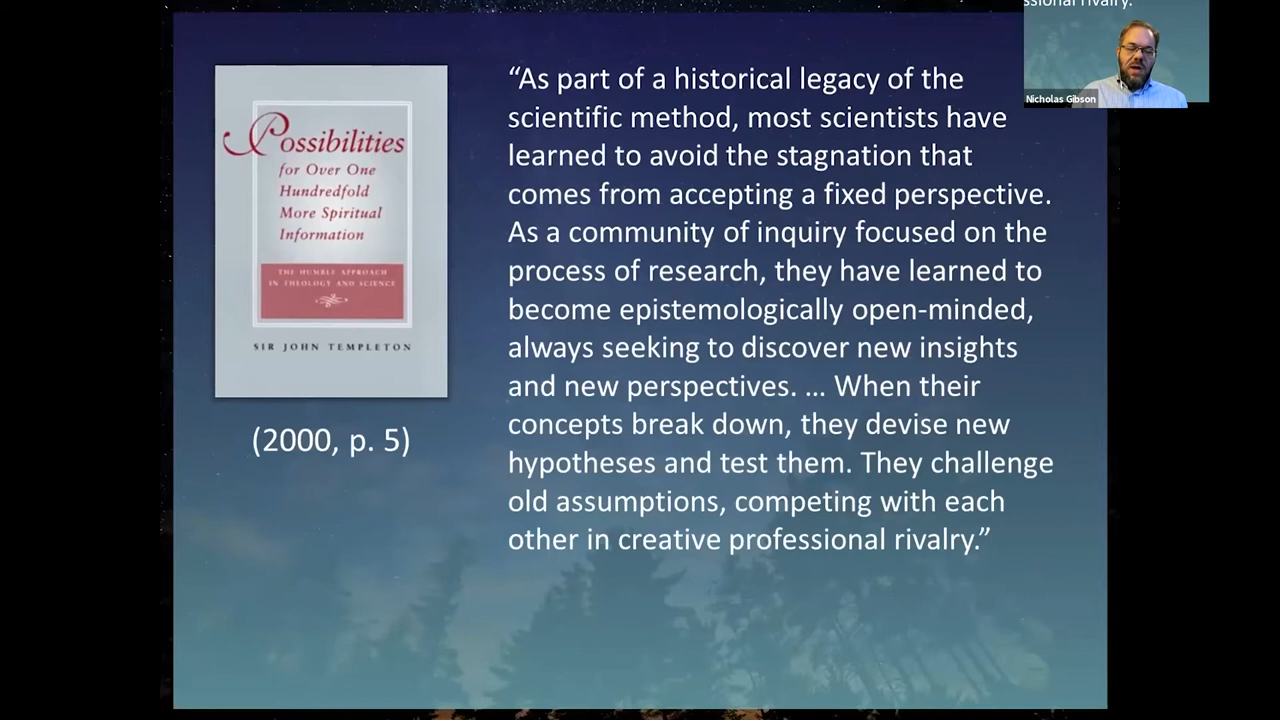 ssional rivalry.
Nicholas Gibson
Possibilities
for Over One
Hundredfold
More Spiritual
Information
THE HUMBLE APPROACH
IN THEOLOGY AND SCIENCE
SIR JOHN TEMPLETON
(2000, p. 5)
“As part of a historical legacy of the
scientific method, most scientists have
learned to avoid the stagnation that
comes from accepting a fixed perspective.
As a community of inquiry focused on the
process of research, they have learned to
become epistemologically open-minded,
always seeking to discover new insights
and new perspectives. … When their
concepts break down, they devise new
hypotheses and test them. They challenge
old assumptions, competing with each
other in creative professional rivalry.”